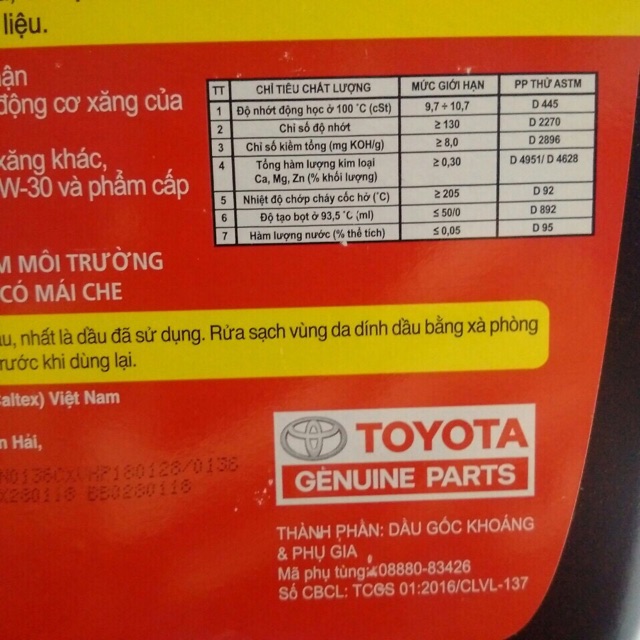 liệu.
động cơ xăng của
xăng khác,
W-30 và phẩm cấp
TT CHỈ TIÊU CHẤT LƯỢNG MỨC GIỚI HẠN PP THỬ ASTM
1 Độ nhớt động học ở 100 °C (cSt) 9,7 ÷ 10,7 D 445
2 Chỉ số độ nhớt ≥ 130 D 2270
3 Chỉ số kiềm tổng (mg KOH/g) ≥ 8,0 D 2896
4 Tổng hàm lượng kim loại ≥ 0,30 D 4951/ D 4628
Ca, Mg, Zn (% khối lượng)
5 Nhiệt độ chớp cháy cốc hở (°C) ≥ 205 D 92
6 Độ tạo bọt ở 93,5 °C (ml) ≤ 50/0 D 892
7 Hàm lượng nước (% thể tích) ≤ 0,05 D 95
MÔI TRƯỜNG
CÓ MÁI CHE
nhất là dầu đã sử dụng. Rửa sạch vùng da dính dầu bằng xà phòng
trước khi dùng lại.
Caltex) Việt Nam
Hải,
TOYOTA
GENUINE PARTS
THÀNH PHẦN: DẦU GỐC KHOÁNG
& PHỤ GIA
Mã phụ tùng: 08880-83426
Số CBCL: TCCS 01:2016/CLVL-137